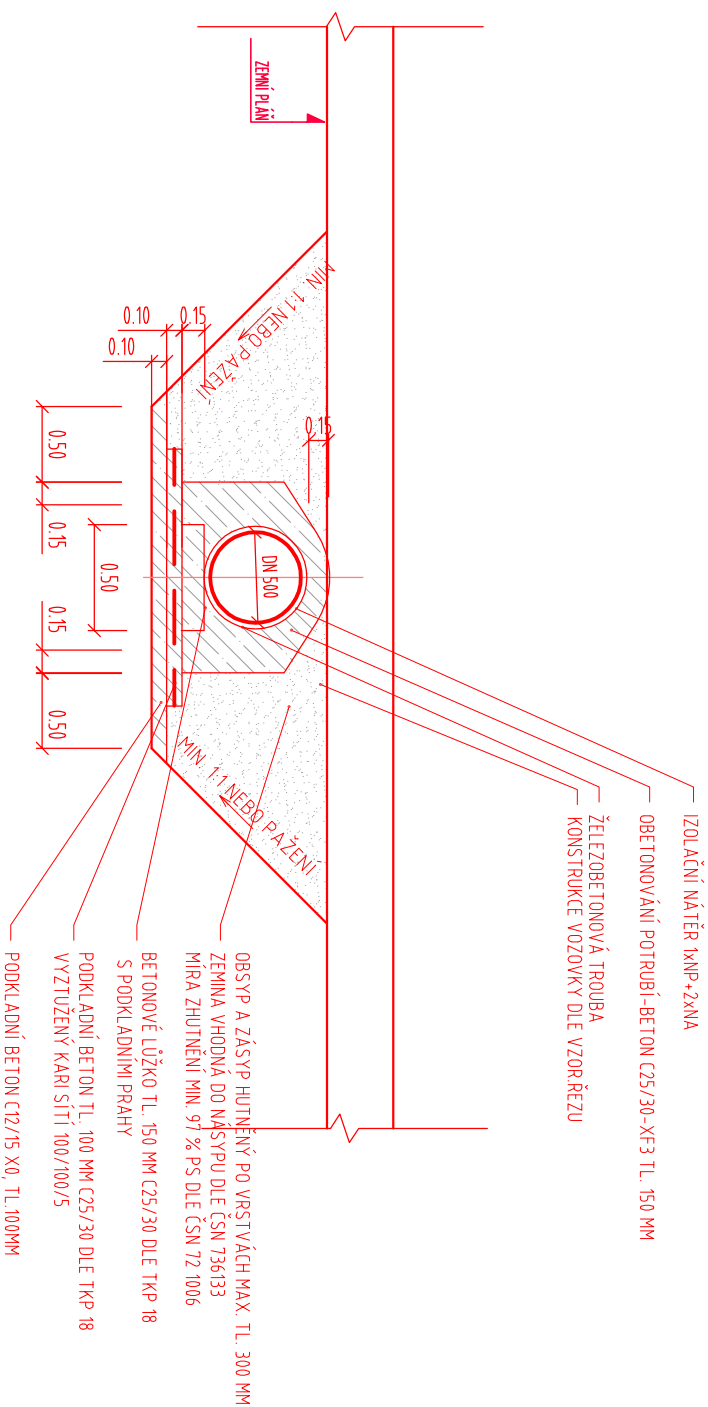 IZOLAČNÍ NÁTĚR 1xNP+2xNA
OBETONOVÁNÍ POTRUBÍ-BETON C25/30-XF3 TL. 150 MM
ŽELEZOBETONOVÁ TROUBA
KONSTRUKCE VOZOVKY DLE VZOR.ŘEZU
ZEMNÍ PLÁŇ
MIN. 1:1 NEBO PAŽENÍ
0.15
0.15
0.10
0.10
DN 500
MIN. 1:1 NEBO PAŽENÍ
0.50
0.15
0.50
0.15
0.50
OBSYP A ZÁSYP HUTNĚNÝ PO VRSTVÁCH MAX. TL. 300 MM
ZEMINA VHODNÁ DO NÁSYPU DLE ČSN 736133
MÍRA ZHUTNĚNÍ MIN. 97 % PS DLE ČSN 72 1006
BETONOVÉ LŮŽKO TL. 150 MM C25/30 DLE TKP 18
S PODKLADNÍMI PRAHY
PODKLADNÍ BETON TL. 100 MM C25/30 DLE TKP 18
VYZTUŽENÝ KARI SÍTÍ 100/100/5
PODKLADNÍ BETON C12/15 X0, TL.100MM